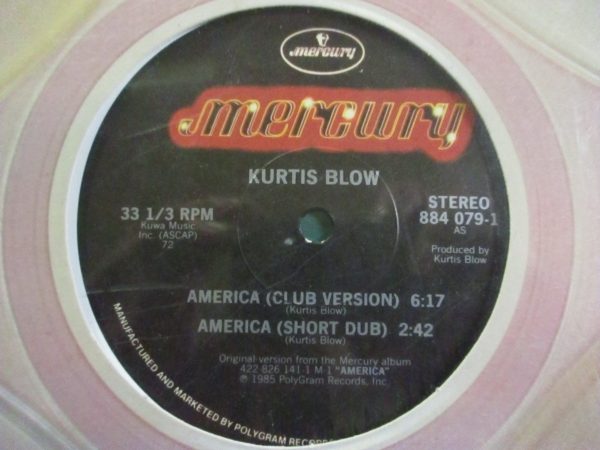 mercury
mercury
KURTIS BLOW
33 1/3 RPM
Kuwa Music
Inc. (ASCAP)
72
STEREO
884 079-1
AS
Produced by
Kurtis Blow
AMERICA (CLUB VERSION) 6:17
(Kurtis Blow)
AMERICA (SHORT DUB) 2:42
(Kurtis Blow)
Original version from the Mercury album
422 826 141-1 M 1 "AMERICA"
℗ 1985 PolyGram Records, Inc.
MANUFACTURED AND MARKETED BY POLYGRAM RECORDS